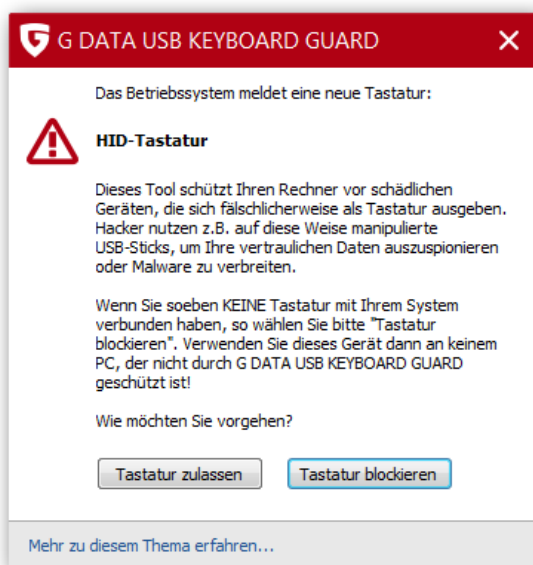 G DATA USB KEYBOARD GUARD
Das Betriebssystem meldet eine neue Tastatur:
HID-Tastatur
Dieses Tool schützt Ihren Rechner vor schädlichen
Geräten, die sich fälschlicherweise als Tastatur ausgeben.
Hacker nutzen z.B. auf diese Weise manipulierte
USB-Sticks, um Ihre vertraulichen Daten auszuspionieren
oder Malware zu verbreiten.
Wenn Sie soeben KEINE Tastatur mit Ihrem System
verbunden haben, so wählen Sie bitte "Tastatur
blockieren". Verwenden Sie dieses Gerät dann an keinem
PC, der nicht durch G DATA USB KEYBOARD GUARD
geschützt ist!
Wie möchten Sie vorgehen?
Tastatur zulassen Tastatur blockieren
Mehr zu diesem Thema erfahren...